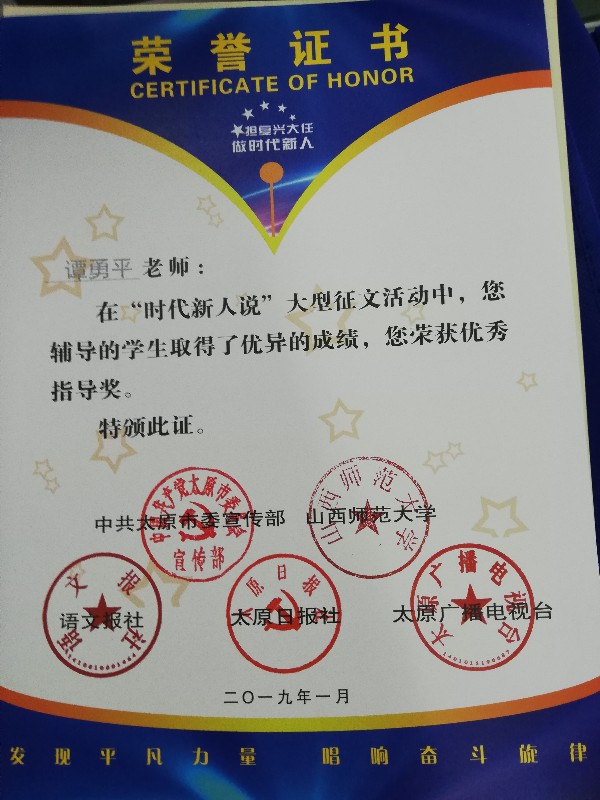 荣誉证书
CERTIFICATE OF HONOR
担复兴大任
做时代新人
谭勇平 老师：
在“时代新人说”大型征文活动中，您
辅导的学生取得了优异的成绩，您荣获优秀
指导奖。
特颁此证。
中共太原市委宣传部 山西师范大学
中国共产党太原市委员会
宣传部
山西师范大学
语文报社 太原日报社 太原广播电视台
语文报社
太原日报社
太原广播电视台
二〇一九年一月
发现平凡力量 唱响奋斗旋律